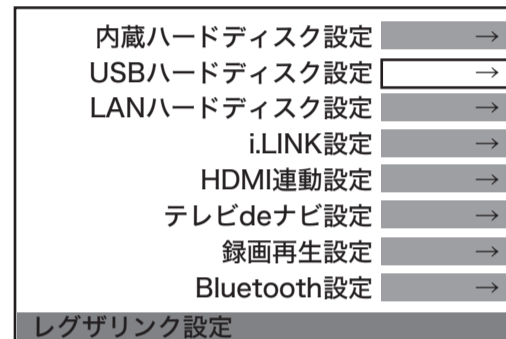 内蔵ハードディスク設定 →
USBハードディスク設定 →
LANハードディスク設定 →
i.LINK設定 →
HDMI連動設定 →
テレビdeナビ設定 →
録画再生設定 →
Bluetooth設定 →
レグザリンク設定